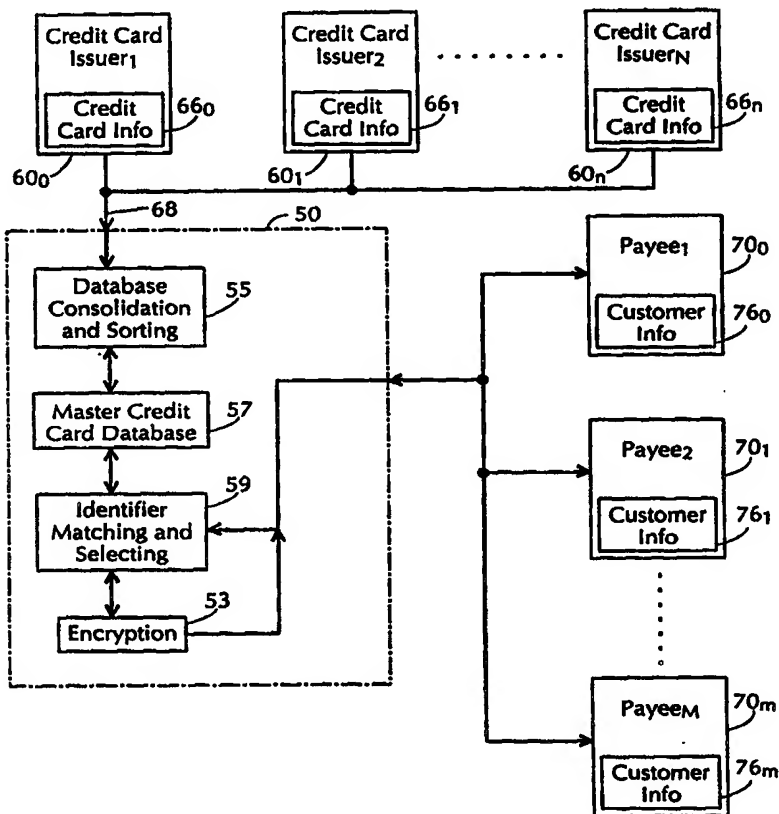 Credit Card
Issuer1
Credit
Card Info
660
600
Credit Card
Issuer2
Credit
Card Info
661
601
Credit Card
IssuerN
Credit
Card Info
66n
60n
68
50
Database
Consolidation
and Sorting
55
Master Credit
Card Database
57
Identifier
Matching and
Selecting
59
Encryption
53
Payee1
700
Customer
Info
760
Payee2
701
Customer
Info
761
PayeeM
70m
Customer
Info
76m